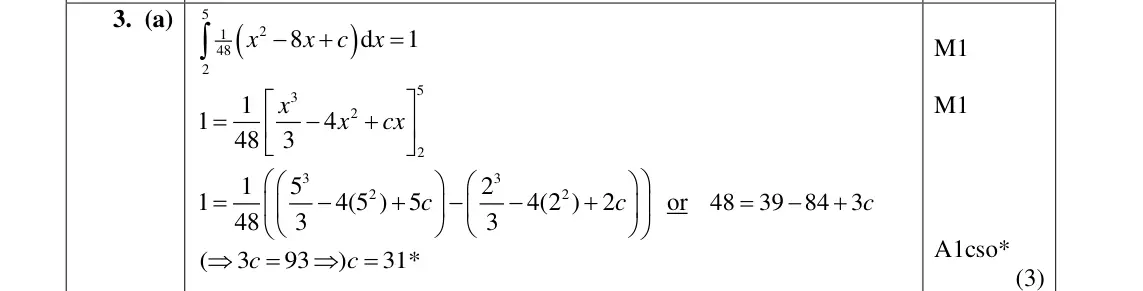 3. (a)
∫₂⁵ 1/48 (x² − 8x + c) dx = 1
M1
1 = 1/48 [x³/3 − 4x² + cx]₂⁵
M1
1 = 1/48 ((5³/3 − 4(5²) + 5c) − (2³/3 − 4(2²) + 2c)) or 48 = 39 − 84 + 3c
(⇒ 3c = 93 ⇒) c = 31*
A1cso*
(3)